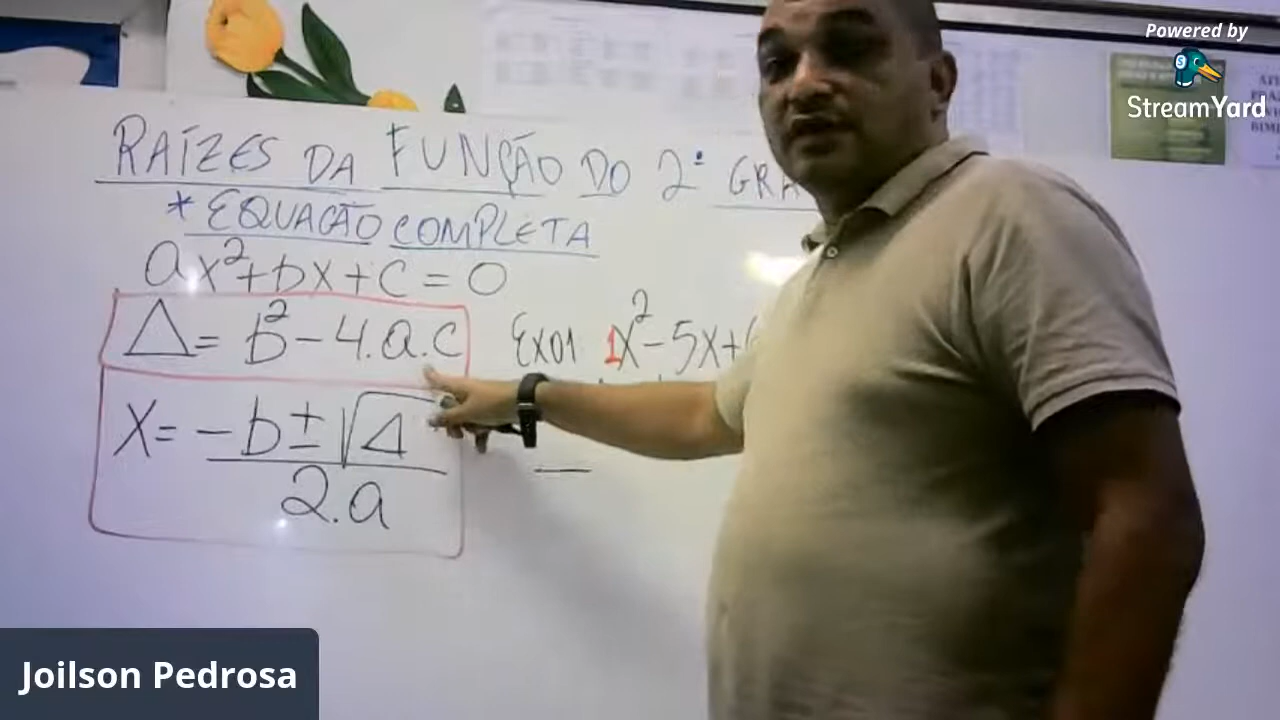 Powered by
StreamYard
RAÍZES DA FUNÇÃO DO 2º GRA
* EQUAÇÃO COMPLETA
ax²+bx+c=0
Δ= b²-4.a.c
Ex01 1x²-5x+
X= -b±√Δ
2.a
Joilson Pedrosa